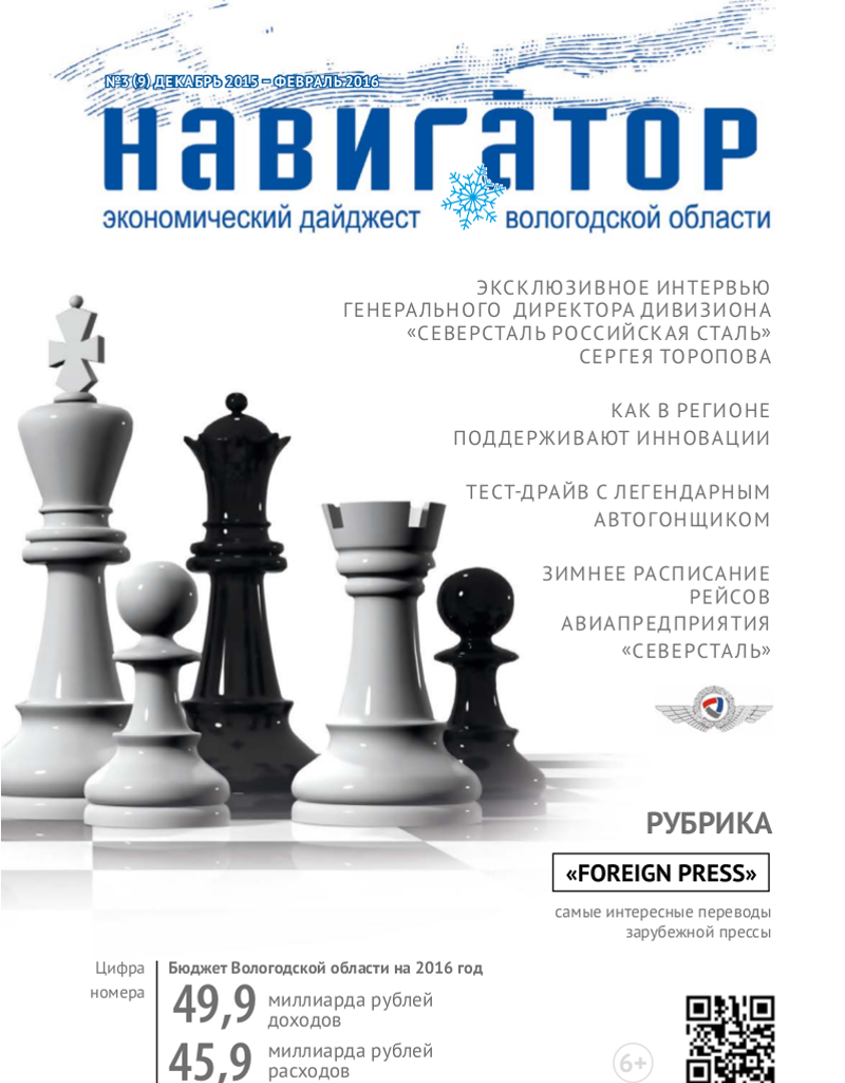 №3 (9) ДЕКАБРЬ 2015 – ФЕВРАЛЬ 2016
навигатор
экономический дайджест вологодской области
ЭКСКЛЮЗИВНОЕ ИНТЕРВЬЮ
ГЕНЕРАЛЬНОГО ДИРЕКТОРА ДИВИЗИОНА
«СЕВЕРСТАЛЬ РОССИЙСКАЯ СТАЛЬ»
СЕРГЕЯ ТОРОПОВА
КАК В РЕГИОНЕ
ПОДДЕРЖИВАЮТ ИННОВАЦИИ
ТЕСТ-ДРАЙВ С ЛЕГЕНДАРНЫМ
АВТОГОНЩИКОМ
ЗИМНЕЕ РАСПИСАНИЕ
РЕЙСОВ
АВИАПРЕДПРИЯТИЯ
«СЕВЕРСТАЛЬ»
РУБРИКА
«FOREIGN PRESS»
самые интересные переводы
зарубежной прессы
Цифра
номера
Бюджет Вологодской области на 2016 год
49,9 миллиарда рублей
доходов
45,9 миллиарда рублей
расходов
6+